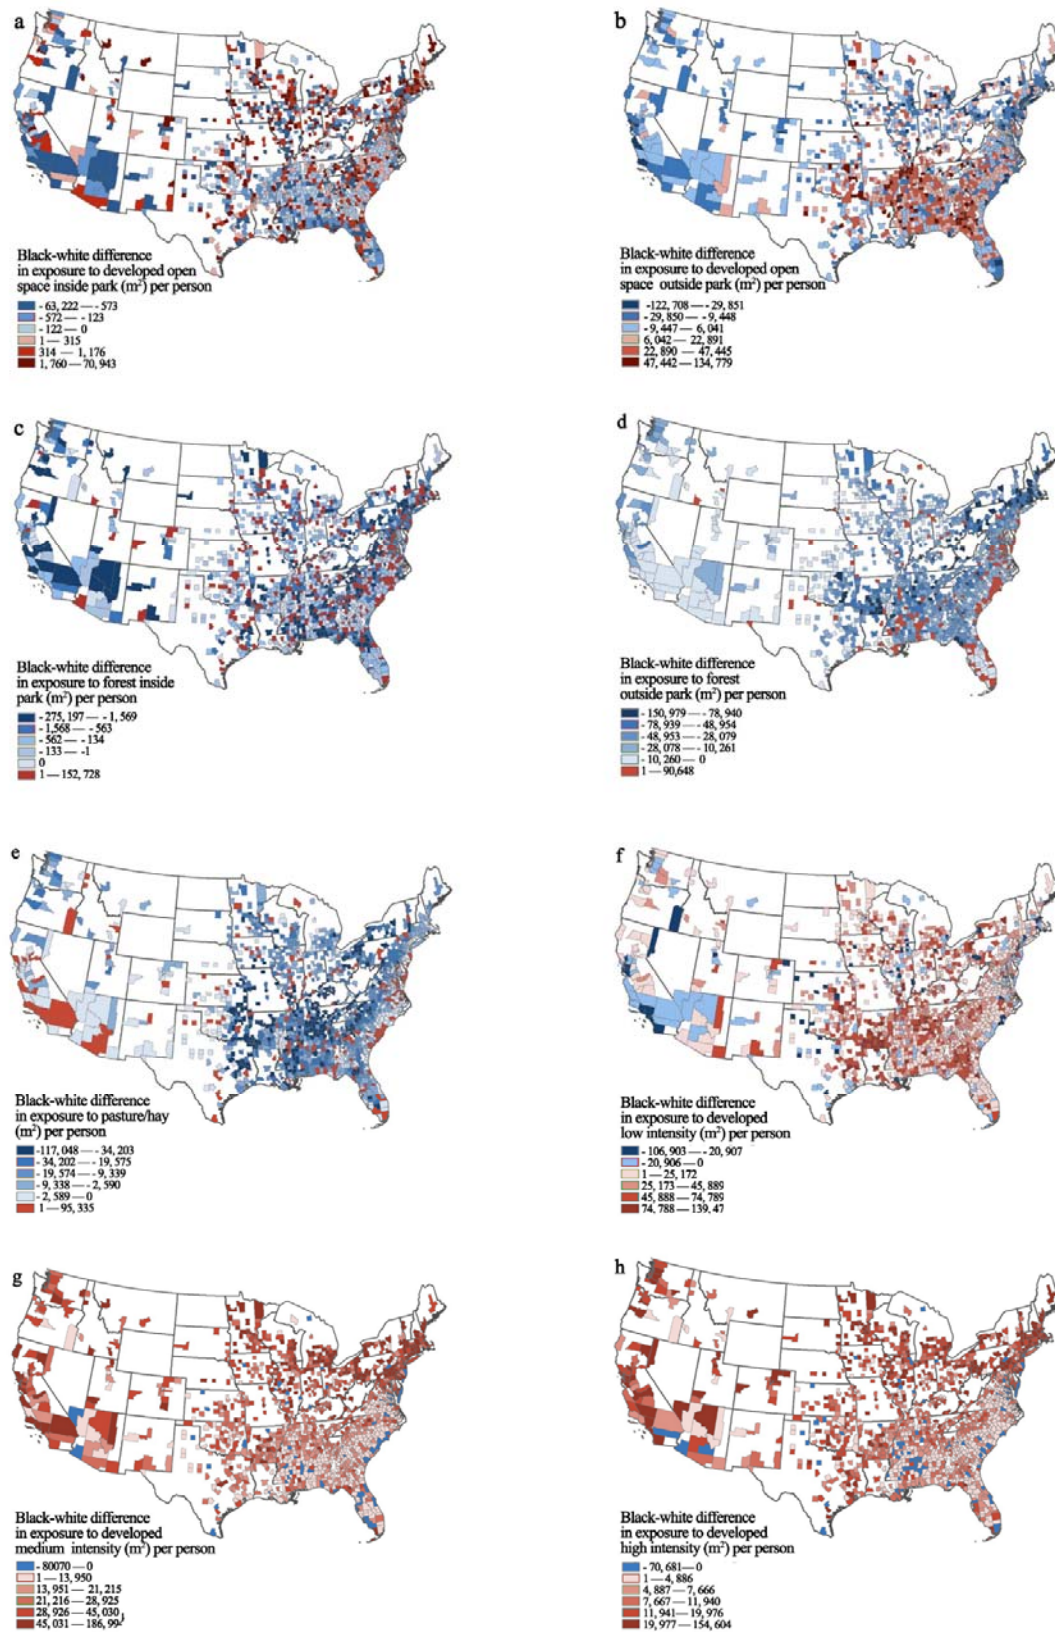 a
Black-white difference
in exposure to developed open
space inside park (m²) per person
- 63, 222 — - 573
- 572 — - 123
-122 — 0
1 — 315
314 — 1, 176
1, 760 — 70, 943
b
Black-white difference
in exposure to developed open
space outside park (m²) per person
-122, 708 — - 29, 851
- 29, 850 — - 9, 448
- 9, 447 — 6, 041
6, 042 — 22, 891
22, 890 — 47, 445
47, 442 — 134, 779
c
Black-white difference
in exposure to forest inside
park (m²) per person
- 275, 197 — - 1, 569
- 1,568 — - 563
- 562 — - 134
- 133 — -1
0
1 — 152, 728
d
Black-white difference
in exposure to forest
outside park (m²) per person
- 150, 979 — - 78, 940
- 78, 939 — - 48, 954
- 48, 953 — - 28, 079
- 28, 078 — - 10, 261
- 10, 260 — 0
1 — 90,648
e
Black-white difference
in exposure to pasture/hay
(m²) per person
-117, 048 — - 34, 203
- 34, 202 — - 19, 575
- 19, 574 — - 9, 339
- 9, 338 — - 2, 590
- 2, 589 — 0
1 — 95, 335
f
Black-white difference
in exposure to developed
low intensity (m²) per person
- 106, 903 — - 20, 907
- 20, 906 — 0
1 — 25, 172
25, 173 — 45, 889
45, 888 — 74, 789
74, 788 — 139, 47
g
Black-white difference
in exposure to developed
medium intensity (m²) per person
- 80070 — 0
1 — 13, 950
13, 951 — 21, 215
21, 216 — 28, 925
28, 926 — 45, 030
45, 031 — 186, 99
h
Black-white difference
in exposure to developed
high intensity (m²) per person
- 70, 681 — 0
1 — 4, 886
4, 887 — 7, 666
7, 667 — 11, 940
11, 941 — 19, 976
19, 977 — 154, 604